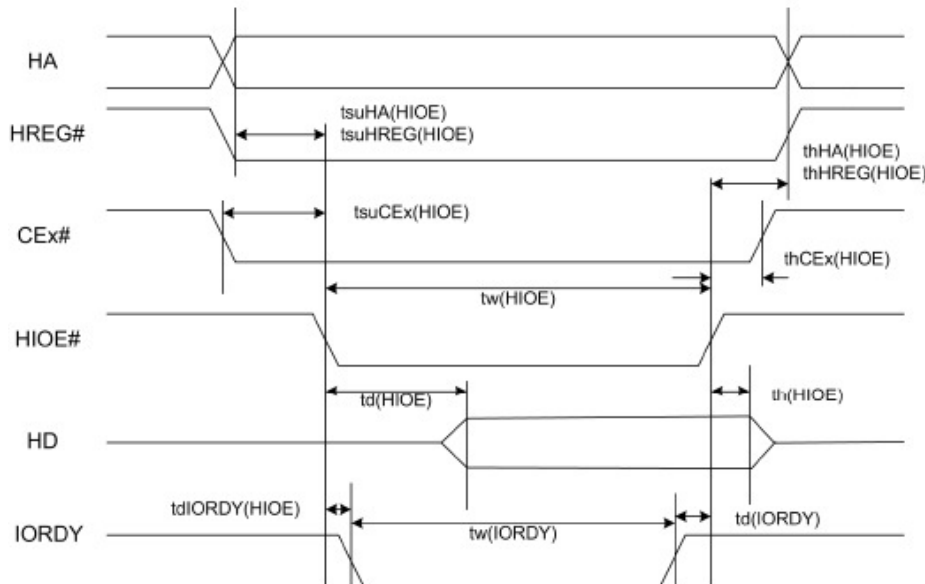 HA
tsuHA(HIOE)
tsuHREG(HIOE)
HREG#
thHA(HIOE)
thHREG(HIOE)
tsuCEx(HIOE)
CEx#
thCEx(HIOE)
tw(HIOE)
HIOE#
td(HIOE)
th(HIOE)
HD
tdIORDY(HIOE)
tw(IORDY)
td(IORDY)
IORDY